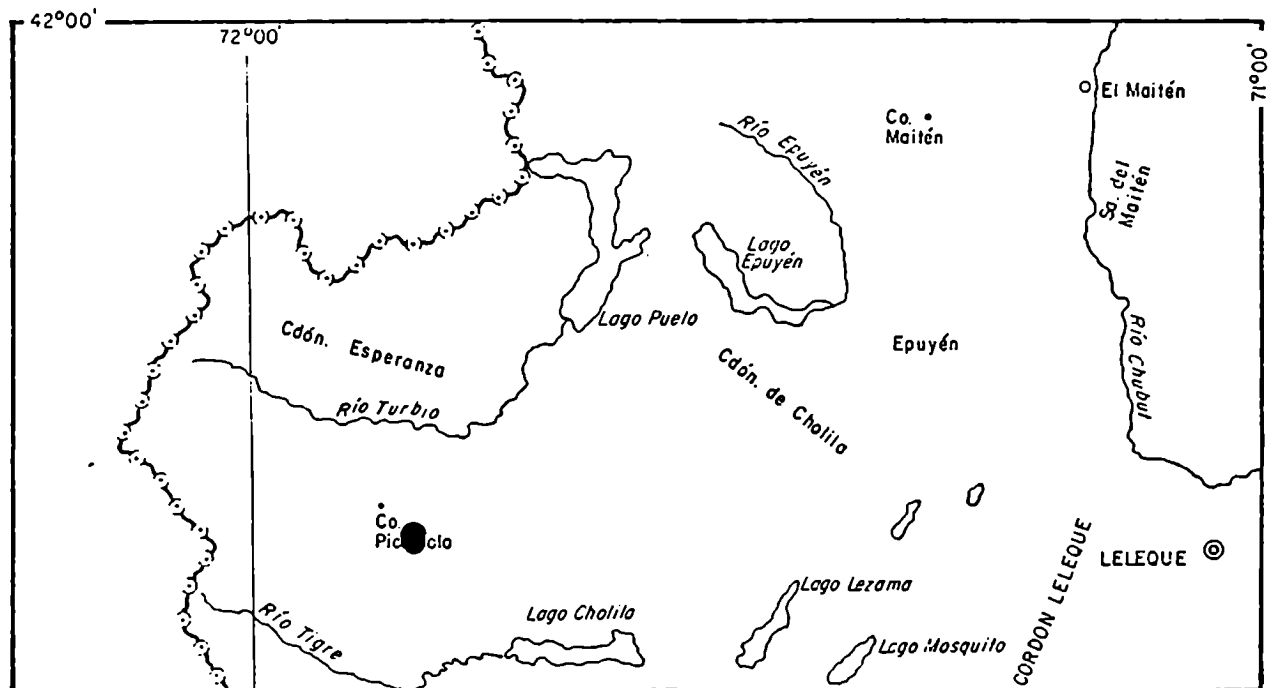 42°00'
72°00'
71°00'
El Maitén
Co.
Maitén
Río Epuyén
Sa. del
Maitén
Lago
Epuyén
Lago Puelo
Cdón. Esperanza
Epuyén
Río Chubut
Cdón. de Cholila
Río Turbio
Co.
LELEQUE
CORDON LELEQUE
Lago Lezama
Lago Cholila
Río Tigre
Lago Mosquito